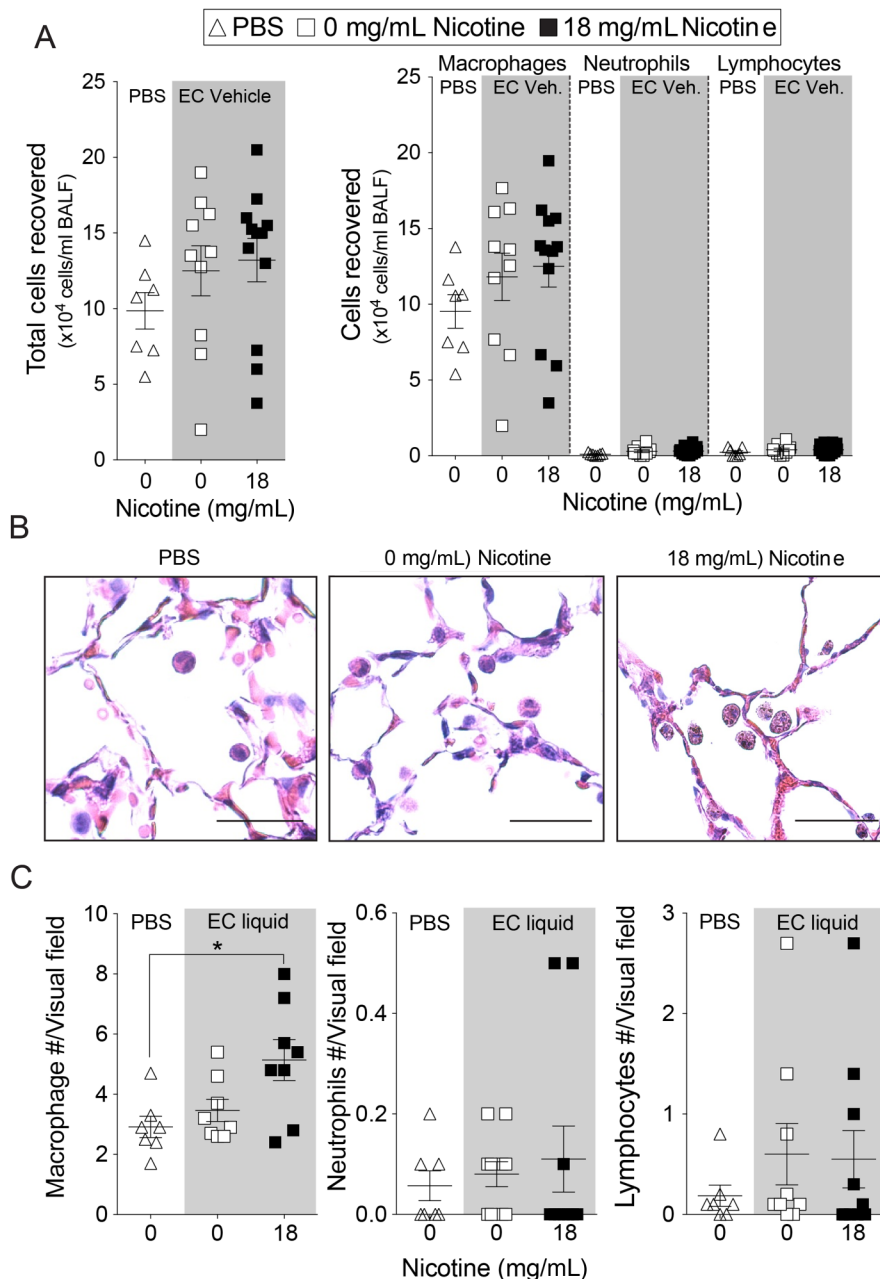 A
PBS 0 mg/mL Nicotine 18 mg/mL Nicotine
Total cells recovered
(x10⁴ cells/ml BALF)
25
20
15
10
5
0
PBS EC Vehicle
0 0 18
Nicotine (mg/mL)
Cells recovered
(x10⁴ cells/ml BALF)
25
20
15
10
5
0
Macrophages Neutrophils Lymphocytes
PBS EC Veh. PBS EC Veh. PBS EC Veh.
0 0 18 0 0 18 0 0 18
Nicotine (mg/mL)
B
PBS 0 mg/mL) Nicotine 18 mg/mL) Nicotine
C
Macrophage #/Visual field
10
8
6
4
2
0
PBS EC liquid
*
0 0 18
Neutrophils #/Visual field
0.6
0.4
0.2
0.0
PBS EC liquid
0 0 18
Lymphocytes #/Visual field
3
2
1
0
PBS EC liquid
0 0 18
Nicotine (mg/mL)